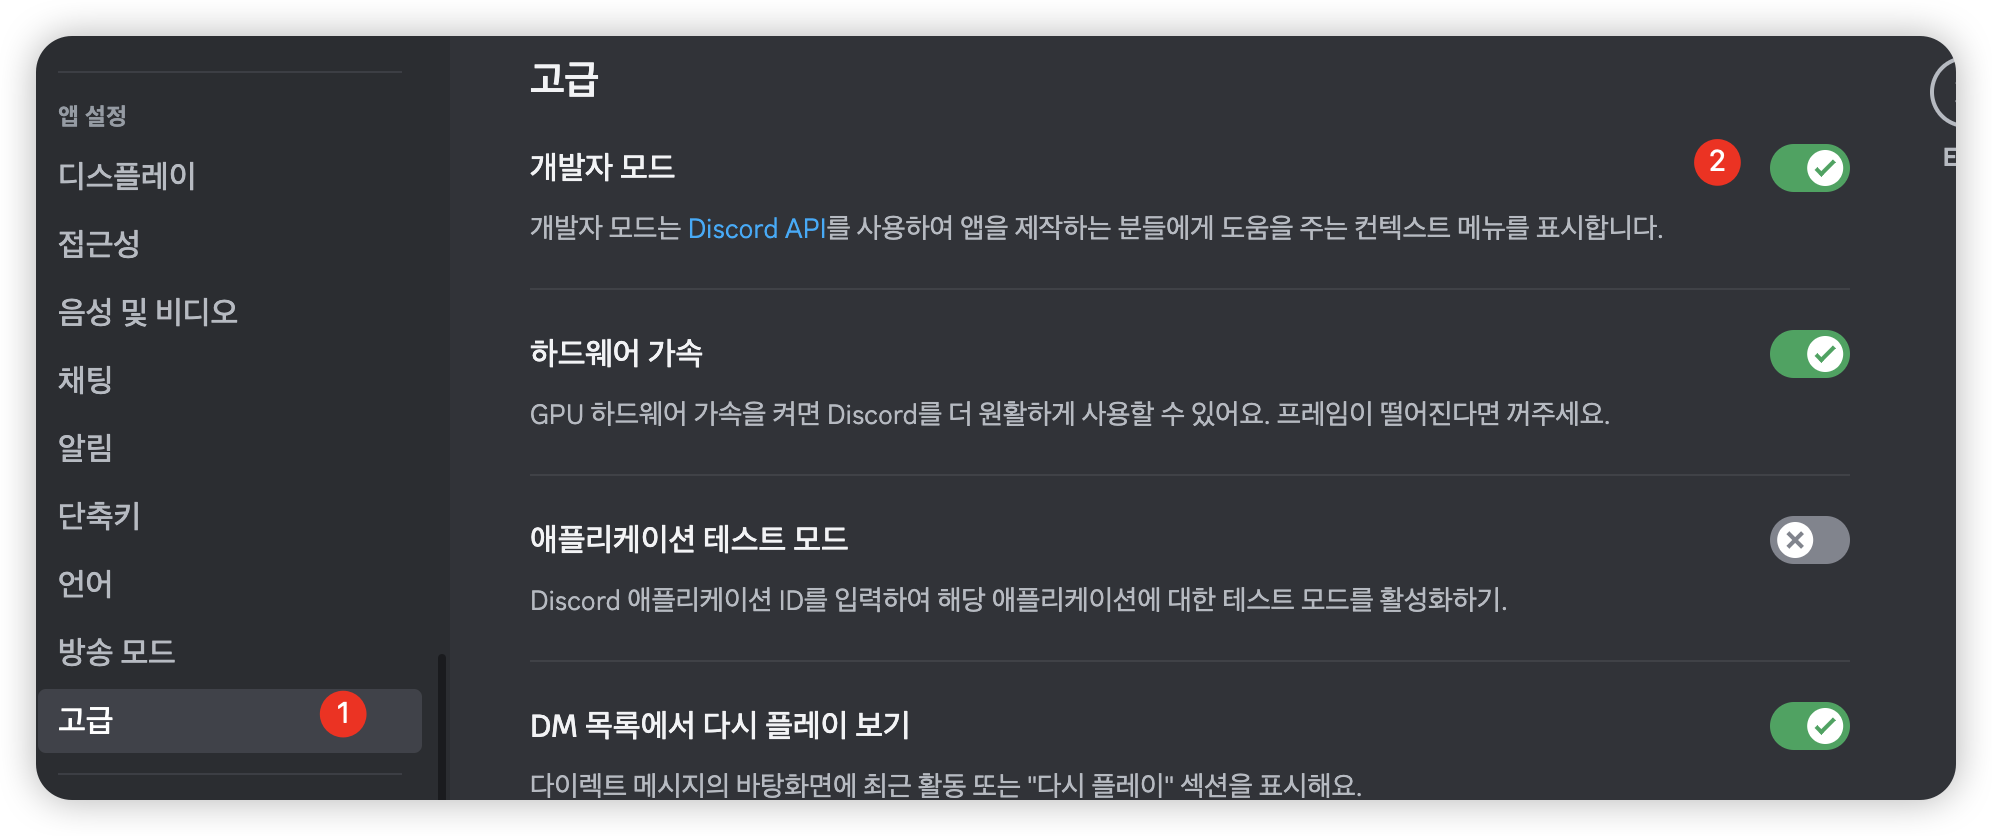 앱 설정
디스플레이
접근성
음성 및 비디오
채팅
알림
단축키
언어
방송 모드
고급
1
고급
개발자 모드
2
개발자 모드는 Discord API를 사용하여 앱을 제작하는 분들에게 도움을 주는 컨텍스트 메뉴를 표시합니다.
하드웨어 가속
GPU 하드웨어 가속을 켜면 Discord를 더 원활하게 사용할 수 있어요. 프레임이 떨어진다면 꺼주세요.
애플리케이션 테스트 모드
Discord 애플리케이션 ID를 입력하여 해당 애플리케이션에 대한 테스트 모드를 활성화하기.
DM 목록에서 다시 플레이 보기
다이렉트 메시지의 바탕화면에 최근 활동 또는 "다시 플레이" 섹션을 표시해요.